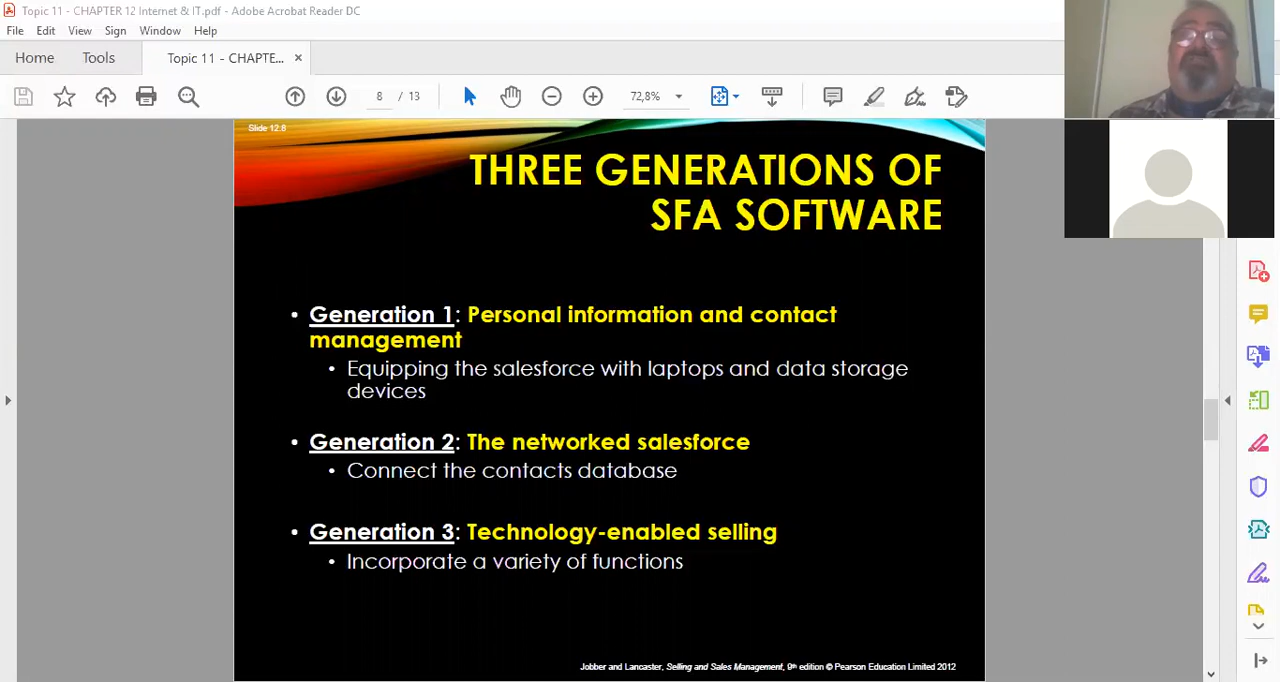 Topic 11 - CHAPTER 12 Internet & IT.pdf - Adobe Acrobat Reader DC
File Edit View Sign Window Help
Home Tools Topic 11 - CHAPTE... ×
8 / 13 72,8%
Slide 12.8
THREE GENERATIONS OF
SFA SOFTWARE
• Generation 1: Personal information and contact
management
• Equipping the salesforce with laptops and data storage
devices
• Generation 2: The networked salesforce
• Connect the contacts database
• Generation 3: Technology-enabled selling
• Incorporate a variety of functions
Jobber and Lancaster, Selling and Sales Management, 9th edition © Pearson Education Limited 2012